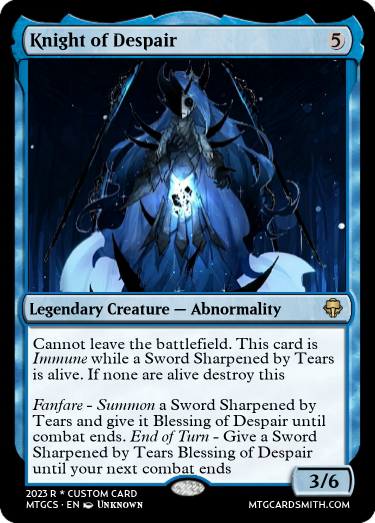 Knight of Despair 5
Legendary Creature — Abnormality
Cannot leave the battlefield. This card is
Immune while a Sword Sharpened by Tears
is alive. If none are alive destroy this
Fanfare - Summon a Sword Sharpened by
Tears and give it Blessing of Despair until
combat ends. End of Turn - Give a Sword
Sharpened by Tears Blessing of Despair
until your next combat ends
3/6
2023 R * CUSTOM CARD
MTGCS • EN Unknown
MTGCARDSMITH.COM